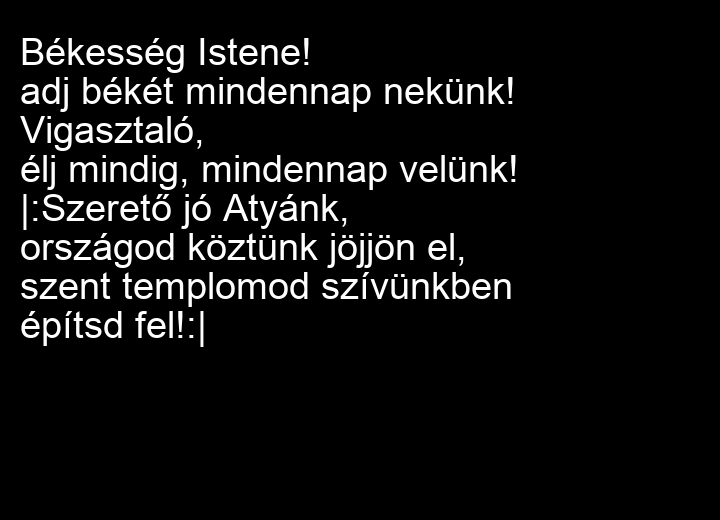 Békesség Istene!
adj békét mindennap nekünk!
Vigasztaló,
élj mindig, mindennap velünk!
|:Szerető jó Atyánk,
országod köztünk jöjjön el,
szent templomod szívünkben
építsd fel!:|